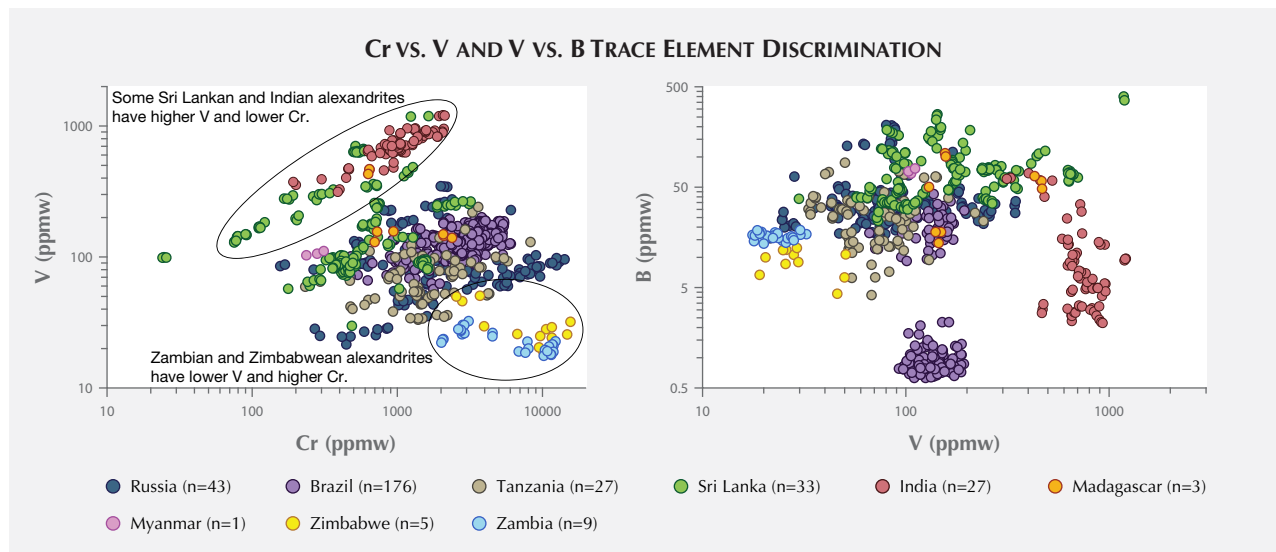 Cr vs. V and V vs. B Trace Element Discrimination
Some Sri Lankan and Indian alexandrites
have higher V and lower Cr.
1000
100
10
V (ppmw)
Zambian and Zimbabwean alexandrites
have lower V and higher Cr.
10
100
1000
10000
Cr (ppmw)
500
50
5
0.5
B (ppmw)
10
100
1000
V (ppmw)
Russia (n=43)
Brazil (n=176)
Tanzania (n=27)
Sri Lanka (n=33)
India (n=27)
Madagascar (n=3)
Myanmar (n=1)
Zimbabwe (n=5)
Zambia (n=9)